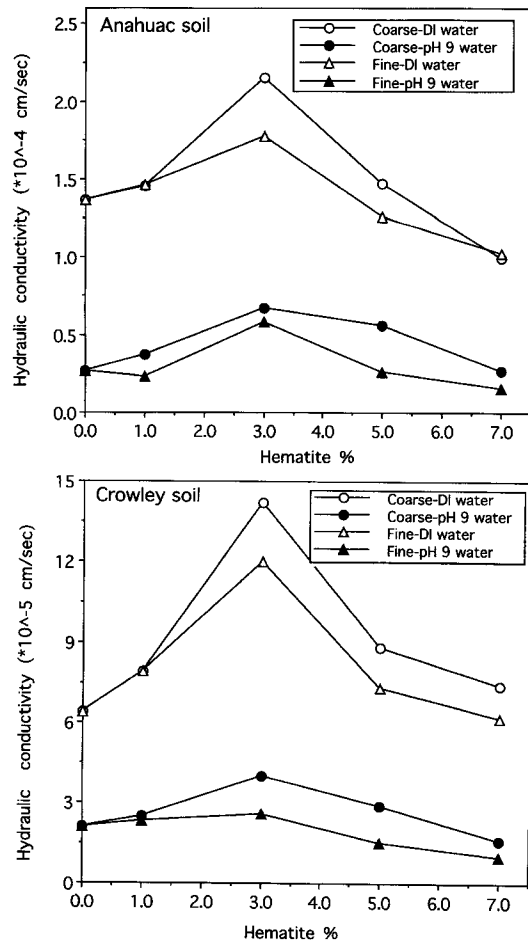 Anahuac soil
Coarse-DI water
Coarse-pH 9 water
Fine-DI water
Fine-pH 9 water
Hydraulic conductivity (*10^-4 cm/sec)
2.6
2.0
1.5
1.0
0.5
0.0
0.0 1.0 2.0 3.0 4.0 5.0 6.0 7.0
Hematite %
Crowley soil
Coarse-DI water
Coarse-pH 9 water
Fine-DI water
Fine-pH 9 water
Hydraulic conductivity (*10^-5 cm/sec)
15
12
9
6
3
0
0.0 1.0 2.0 3.0 4.0 5.0 6.0 7.0
Hematite %